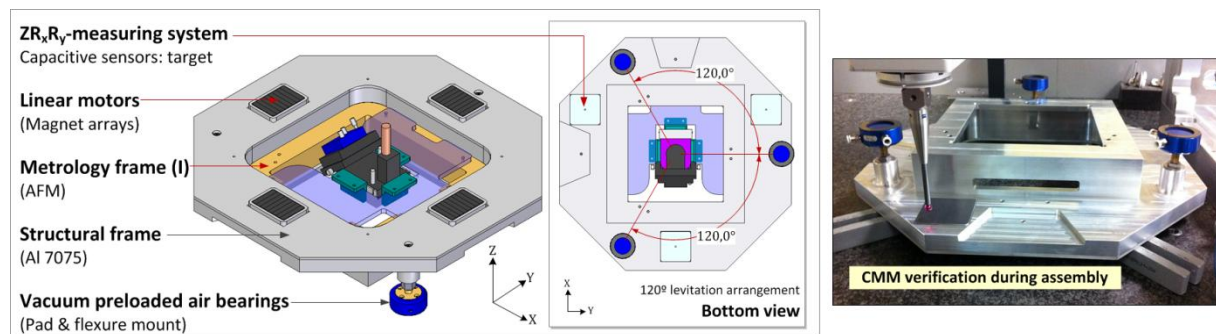 ZRxRy-measuring system
Capacitive sensors: target
Linear motors
(Magnet arrays)
Metrology frame (I)
(AFM)
Structural frame
(Al 7075)
Vacuum preloaded air bearings
(Pad & flexure mount)
Z
Y
X
120,0°
120,0°
X
Y
120º levitation arrangement
Bottom view
CMM verification during assembly